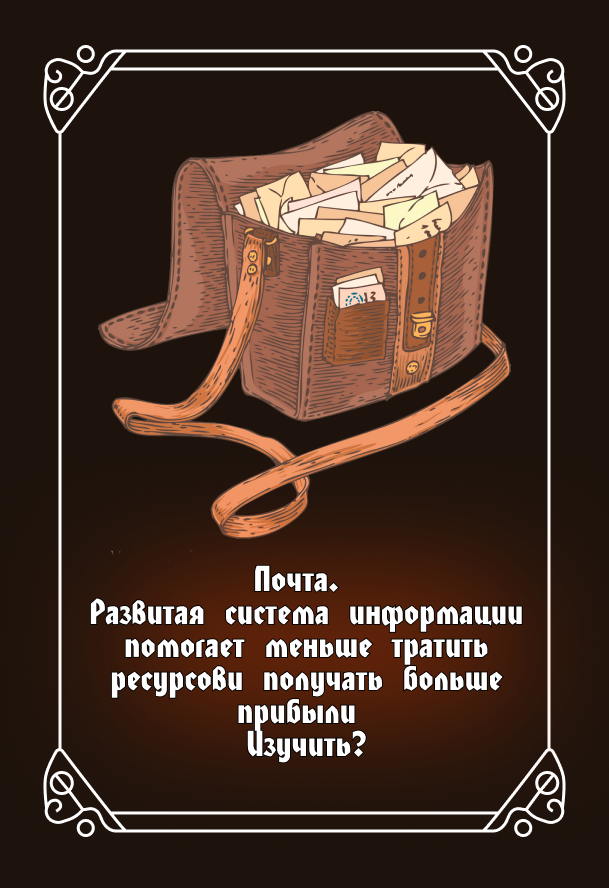 Почта.
Развитая система информации
помогает меньше тратить
ресурсови получать больше
прибыли
Изучить?